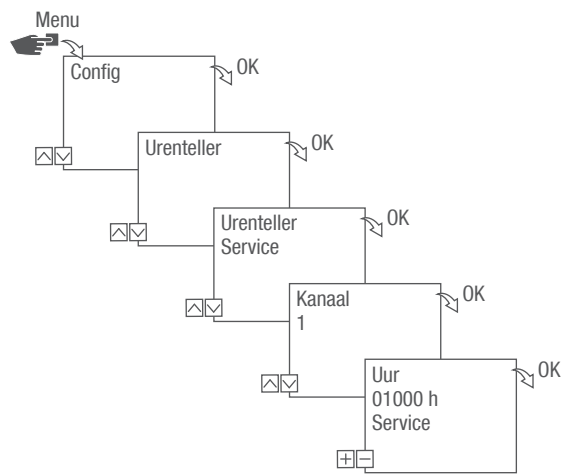 Menu
Config
OK
Urenteller
OK
Urenteller
Service
OK
Kanaal
1
OK
Uur
01000 h
Service
OK